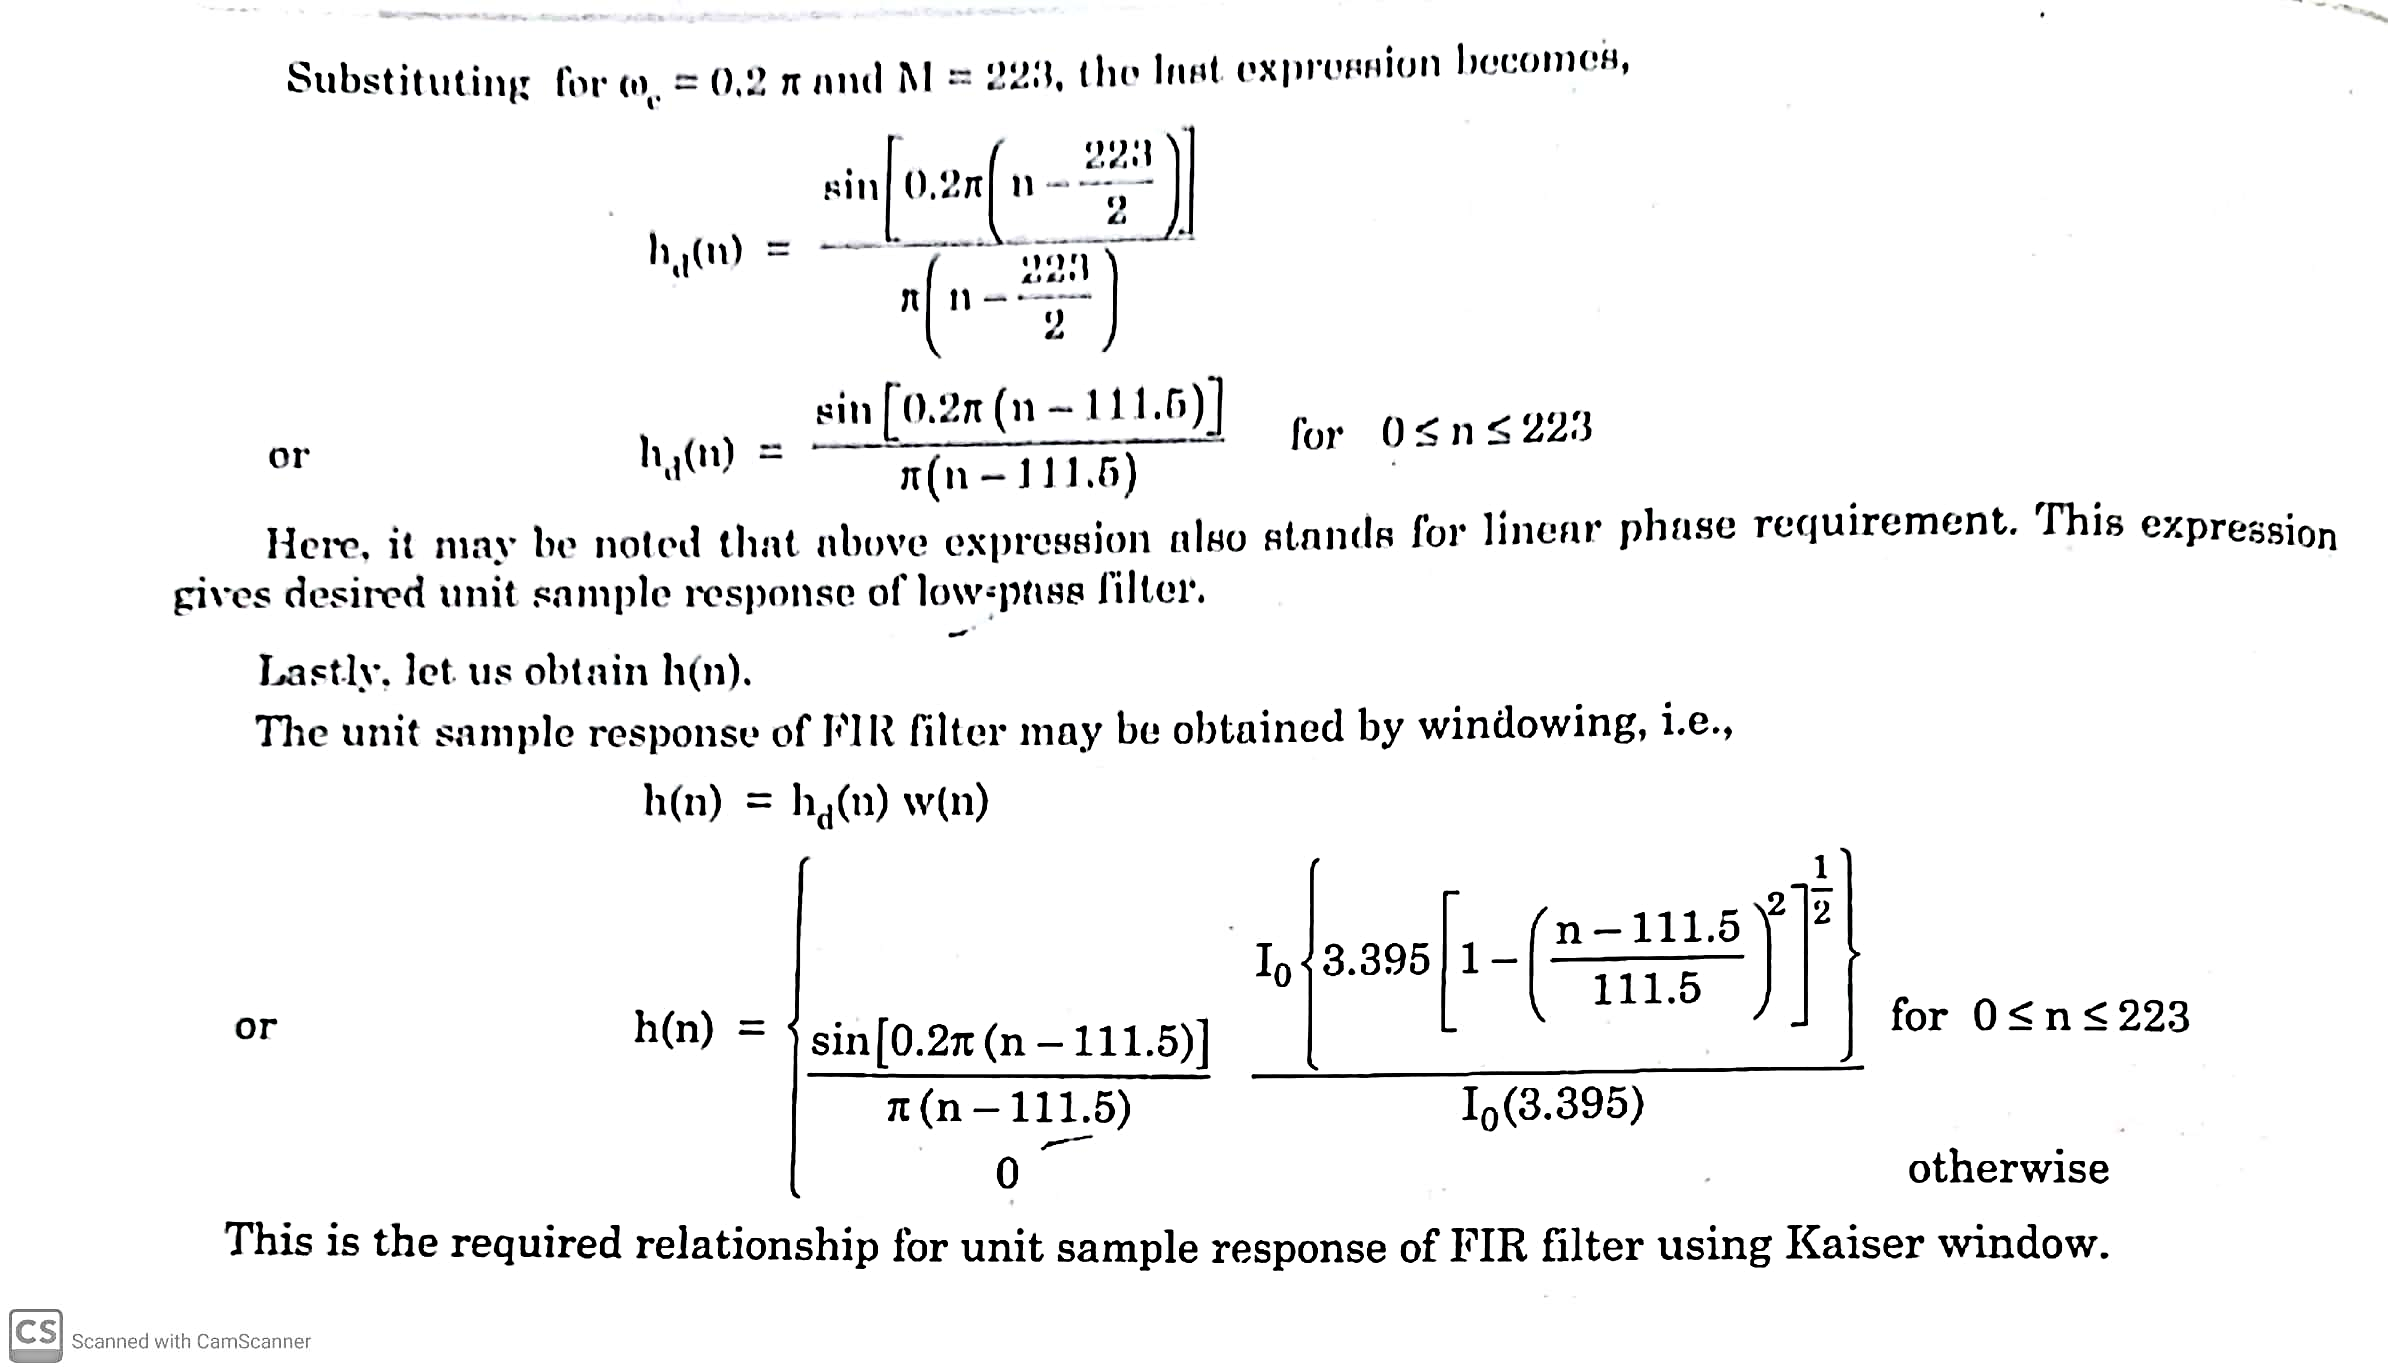 Substituting for ω_c = 0.2 π and M = 223, the last expression becomes,
h_d(n) = sin[0.2π(n – 223/2)] / π(n – 223/2)
or h_d(n) = sin[0.2π (n – 111.5)] / π(n – 111.5) for 0 ≤ n ≤ 223
Here, it may be noted that above expression also stands for linear phase requirement. This expression
gives desired unit sample response of low-pass filter.
Lastly, let us obtain h(n).
The unit sample response of FIR filter may be obtained by windowing, i.e.,
h(n) = h_d(n) w(n)
or h(n) = { sin[0.2π (n – 111.5)] / π (n – 111.5) I₀{3.395 [1 – ((n – 111.5) / 111.5)²]^(1/2)} / I₀(3.395) for 0 ≤ n ≤ 223
0 otherwise
This is the required relationship for unit sample response of FIR filter using Kaiser window.
CS Scanned with CamScanner